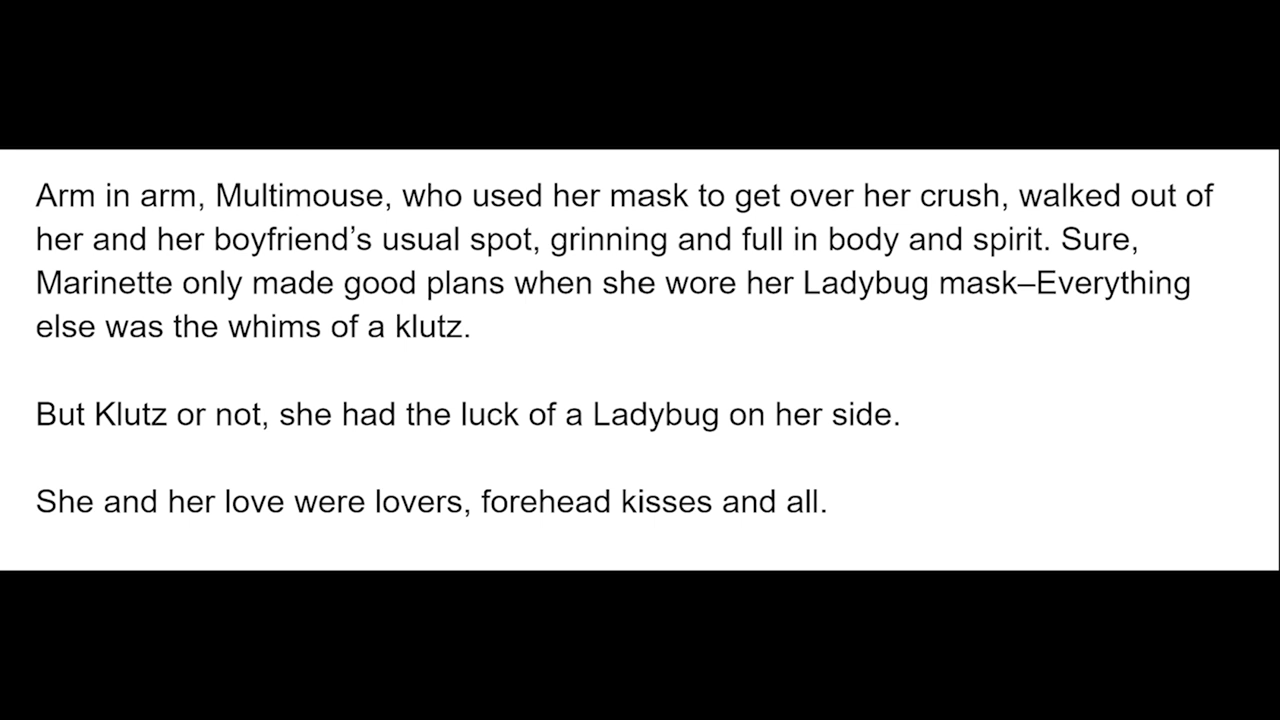 Arm in arm, Multimouse, who used her mask to get over her crush, walked out of
her and her boyfriend’s usual spot, grinning and full in body and spirit. Sure,
Marinette only made good plans when she wore her Ladybug mask–Everything
else was the whims of a klutz.
But Klutz or not, she had the luck of a Ladybug on her side.
She and her love were lovers, forehead kisses and all.